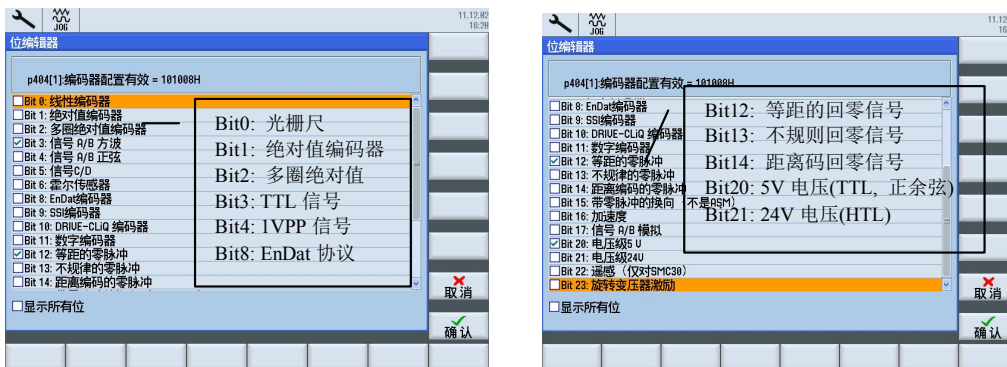 JOG
11.12.02
16:20
位编辑器
p404[1]:编码器配置有效 = 101008H
Bit 0: 线性编码器
Bit 1: 绝对值编码器
Bit 2: 多圈绝对值编码器
Bit 3: 信号 A/B 方波
Bit 4: 信号 A/B 正弦
Bit 5: 信号C/D
Bit 6: 霍尔传感器
Bit 8: EnDat编码器
Bit 9: SSI编码器
Bit 10: DRIVE-CLiQ 编码器
Bit 11: 数字编码器
Bit 12: 等距的零脉冲
Bit 13: 不规律的零脉冲
Bit 14: 距离编码的零脉冲
显示所有位
取消
确认
Bit0: 光栅尺
Bit1: 绝对值编码器
Bit2: 多圈绝对值
Bit3: TTL 信号
Bit4: 1VPP 信号
Bit8: EnDat 协议
JOG
11.12
16
位编辑器
p404[1]:编码器配置有效 = 101008H
Bit 8: EnDat编码器
Bit 9: SSI编码器
Bit 10: DRIVE-CLiQ 编码器
Bit 11: 数字编码器
Bit 12: 等距的零脉冲
Bit 13: 不规律的零脉冲
Bit 14: 距离编码的零脉冲
Bit 15: 带零脉冲的换向（不是ASM）
Bit 16: 加速度
Bit 17: 信号 A/B 模拟
Bit 20: 电压级5 V
Bit 21: 电压级24V
Bit 22: 遥感（仅对SMC30）
Bit 23: 旋转变压器激励
显示所有位
取消
确认
Bit12: 等距的回零信号
Bit13: 不规则回零信号
Bit14: 距离码回零信号
Bit20: 5V 电压(TTL, 正余弦)
Bit21: 24V 电压(HTL)